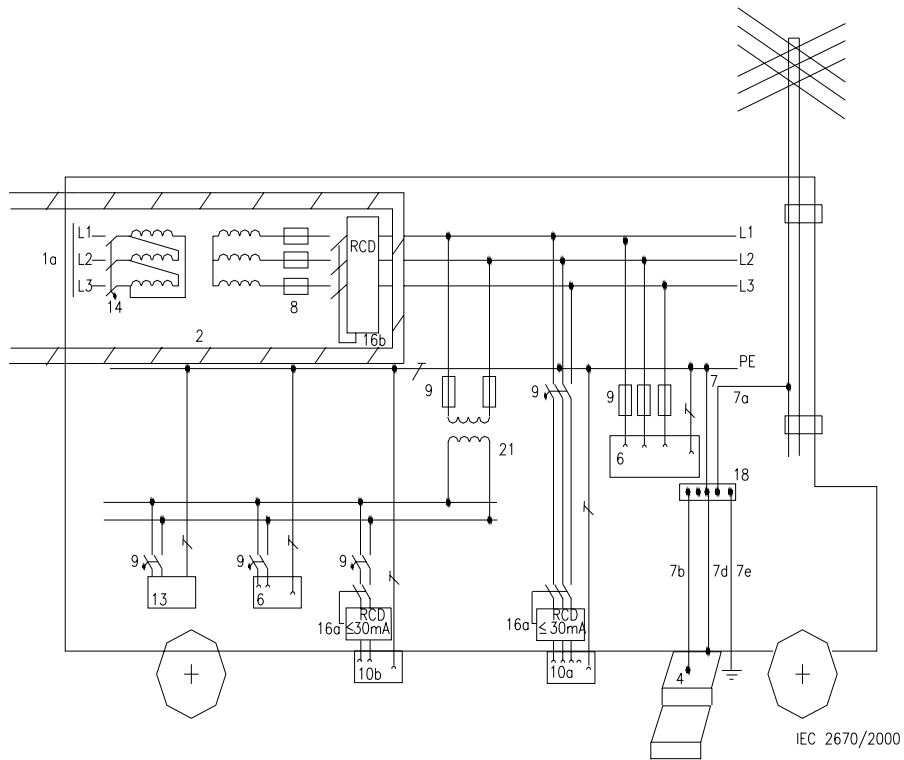 L1
L2
L3
1a
14
2
8
RCD
16b
L1
L2
L3
PE
7
7a
9
9
9
21
6
18
9
9
9
13
6
16a
RCD
≤30mA
10b
16a
RCD
≤ 30mA
10a
7b
7d
7e
4
IEC 2670/2000